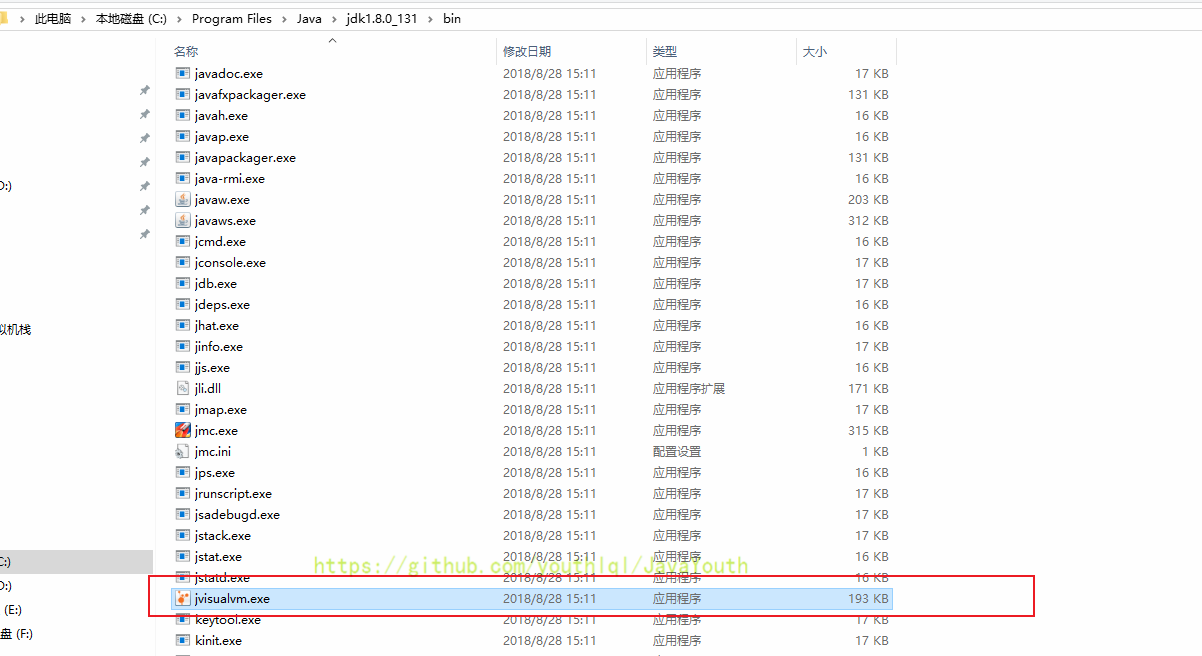 › 此电脑 › 本地磁盘 (C:) › Program Files › Java › jdk1.8.0_131 › bin
名称 修改日期 类型 大小
javadoc.exe 2018/8/28 15:11 应用程序 17 KB
javafxpackager.exe 2018/8/28 15:11 应用程序 131 KB
javah.exe 2018/8/28 15:11 应用程序 16 KB
javap.exe 2018/8/28 15:11 应用程序 16 KB
javapackager.exe 2018/8/28 15:11 应用程序 131 KB
java-rmi.exe 2018/8/28 15:11 应用程序 16 KB
D:)
javaw.exe 2018/8/28 15:11 应用程序 203 KB
javaws.exe 2018/8/28 15:11 应用程序 312 KB
jcmd.exe 2018/8/28 15:11 应用程序 16 KB
jconsole.exe 2018/8/28 15:11 应用程序 17 KB
jdb.exe 2018/8/28 15:11 应用程序 17 KB
jdeps.exe 2018/8/28 15:11 应用程序 16 KB
jhat.exe 2018/8/28 15:11 应用程序 16 KB
拟机栈
jinfo.exe 2018/8/28 15:11 应用程序 17 KB
jjs.exe 2018/8/28 15:11 应用程序 16 KB
jli.dll 2018/8/28 15:11 应用程序扩展 171 KB
jmap.exe 2018/8/28 15:11 应用程序 17 KB
jmc.exe 2018/8/28 15:11 应用程序 315 KB
jmc.ini 2018/8/28 15:11 配置设置 1 KB
jps.exe 2018/8/28 15:11 应用程序 16 KB
jrunscript.exe 2018/8/28 15:11 应用程序 17 KB
jsadebugd.exe 2018/8/28 15:11 应用程序 17 KB
jstack.exe 2018/8/28 15:11 应用程序 17 KB
jstat.exe 2018/8/28 15:11 应用程序 16 KB
C:)
https://github.com/youthlql/JavaYouth
jstatd.exe 2018/8/28 15:11 应用程序 16 KB
D:)
jvisualvm.exe 2018/8/28 15:11 应用程序 193 KB
(E:)
keytool.exe 2018/8/28 15:11 应用程序 17 KB
盘 (F:)
kinit.exe 2018/8/28 15:11 应用程序 17 KB